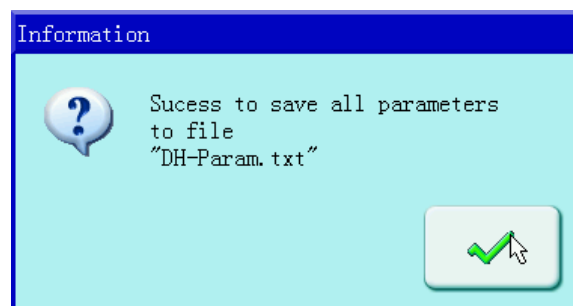 Information
Sucess to save all parameters
to file
"DH-Param.txt"